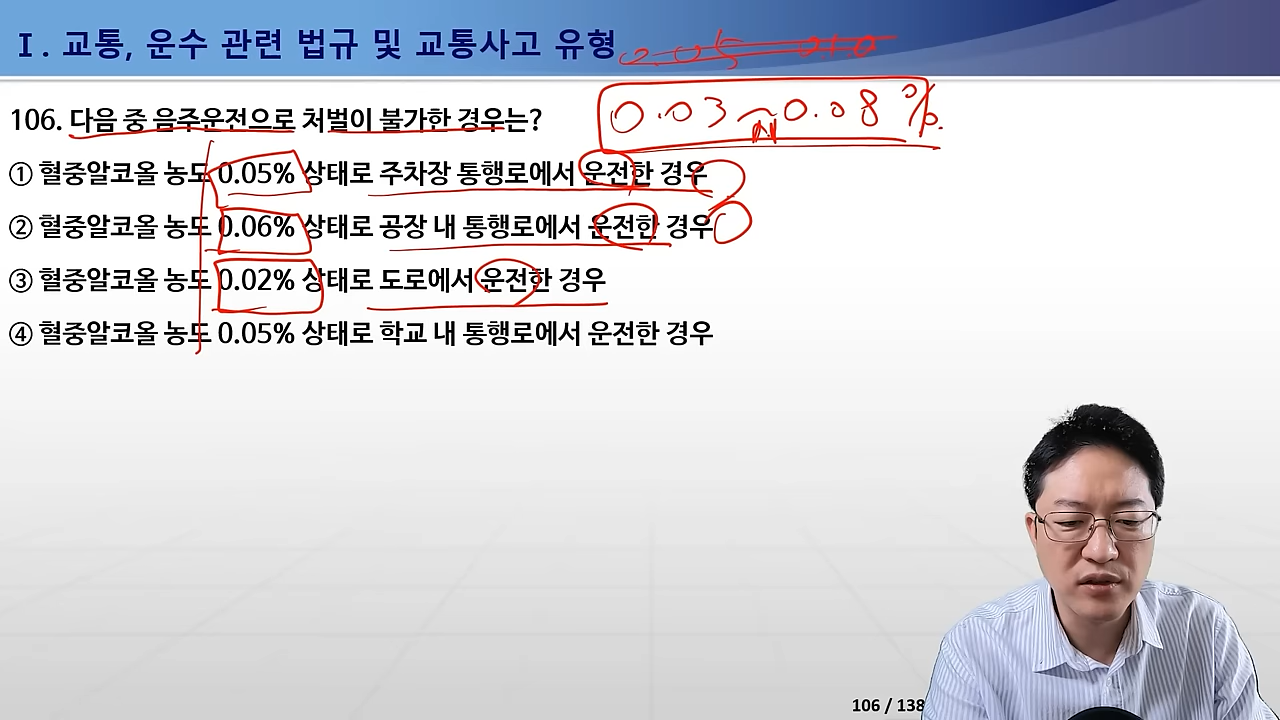 Ⅰ. 교통, 운수 관련 법규 및 교통사고 유형
0.05 0.10
0.03 ~ 0.08 %.
106. 다음 중 음주운전으로 처벌이 불가한 경우는?
① 혈중알코올 농도 0.05% 상태로 주차장 통행로에서 운전한 경우
② 혈중알코올 농도 0.06% 상태로 공장 내 통행로에서 운전한 경우
③ 혈중알코올 농도 0.02% 상태로 도로에서 운전한 경우
④ 혈중알코올 농도 0.05% 상태로 학교 내 통행로에서 운전한 경우
106 / 138